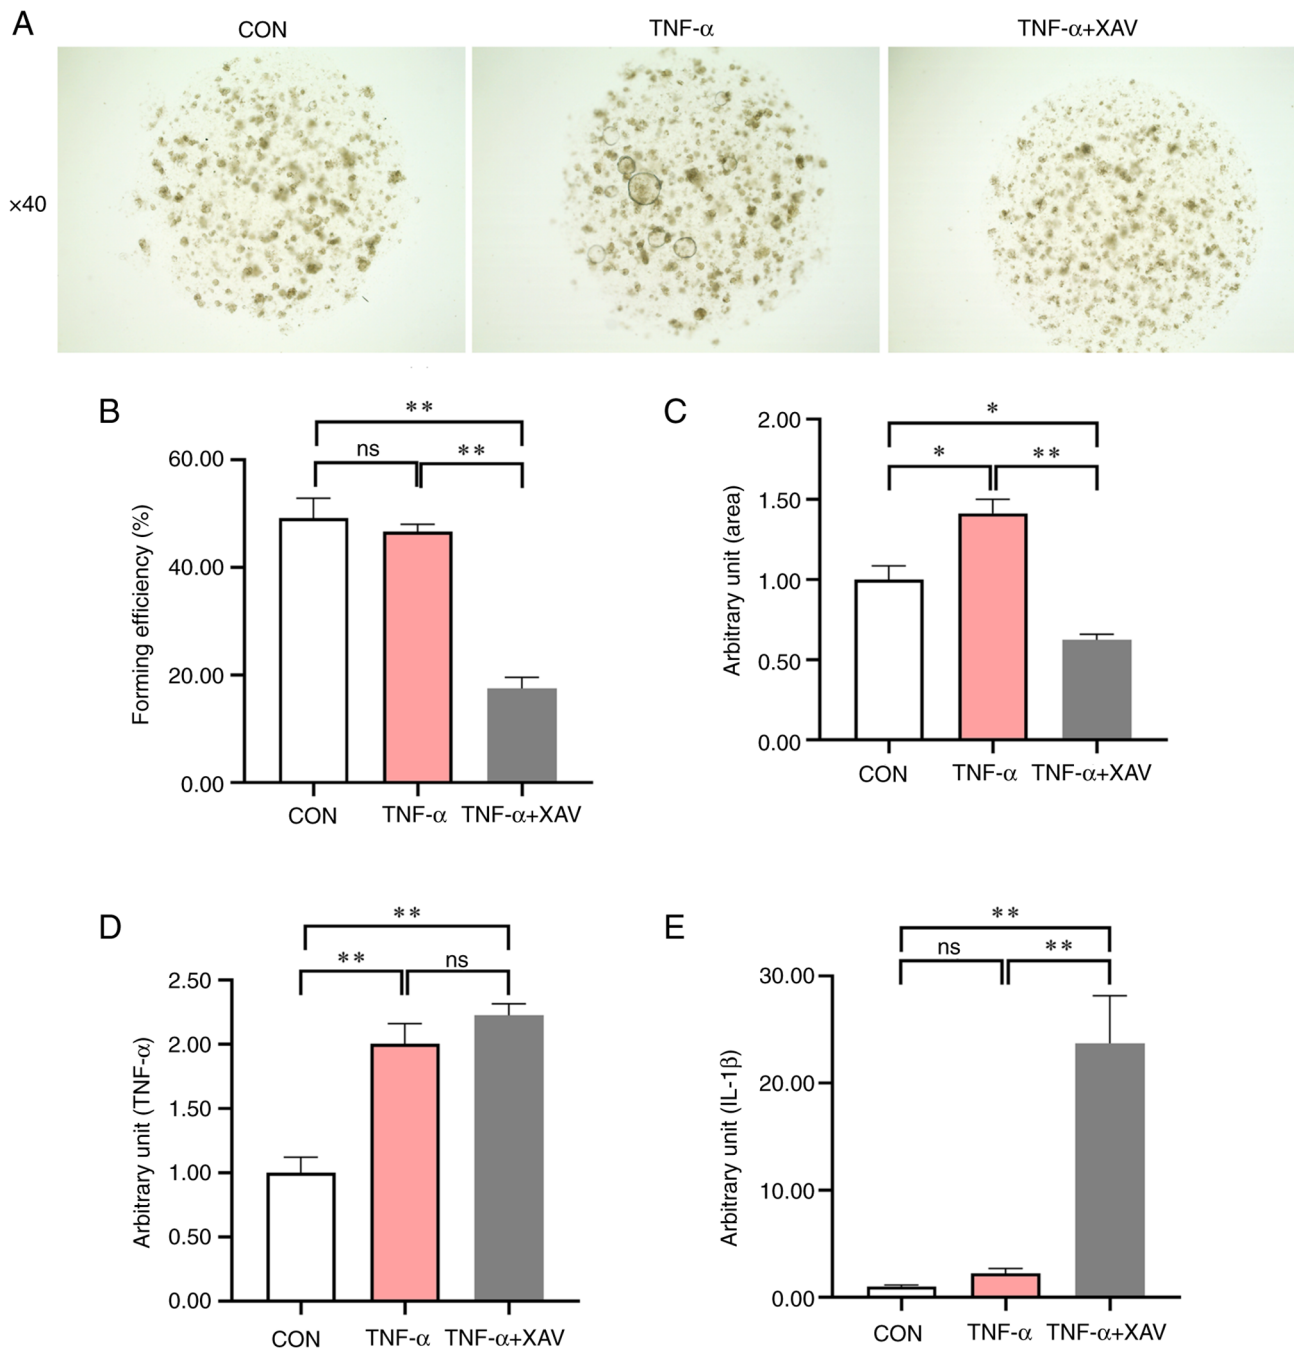 A
CON
TNF-α
TNF-α+XAV
×40
B
**
ns
**
60.00
40.00
20.00
0.00
Forming efficiency (%)
CON
TNF-α
TNF-α+XAV
C
*
*
**
2.00
1.50
1.00
0.50
0.00
Arbitrary unit (area)
CON
TNF-α
TNF-α+XAV
D
**
**
ns
2.50
2.00
1.50
1.00
0.50
0.00
Arbitrary unit (TNF-α)
CON
TNF-α
TNF-α+XAV
E
**
ns
**
30.00
20.00
10.00
0.00
Arbitrary unit (IL-1β)
CON
TNF-α
TNF-α+XAV